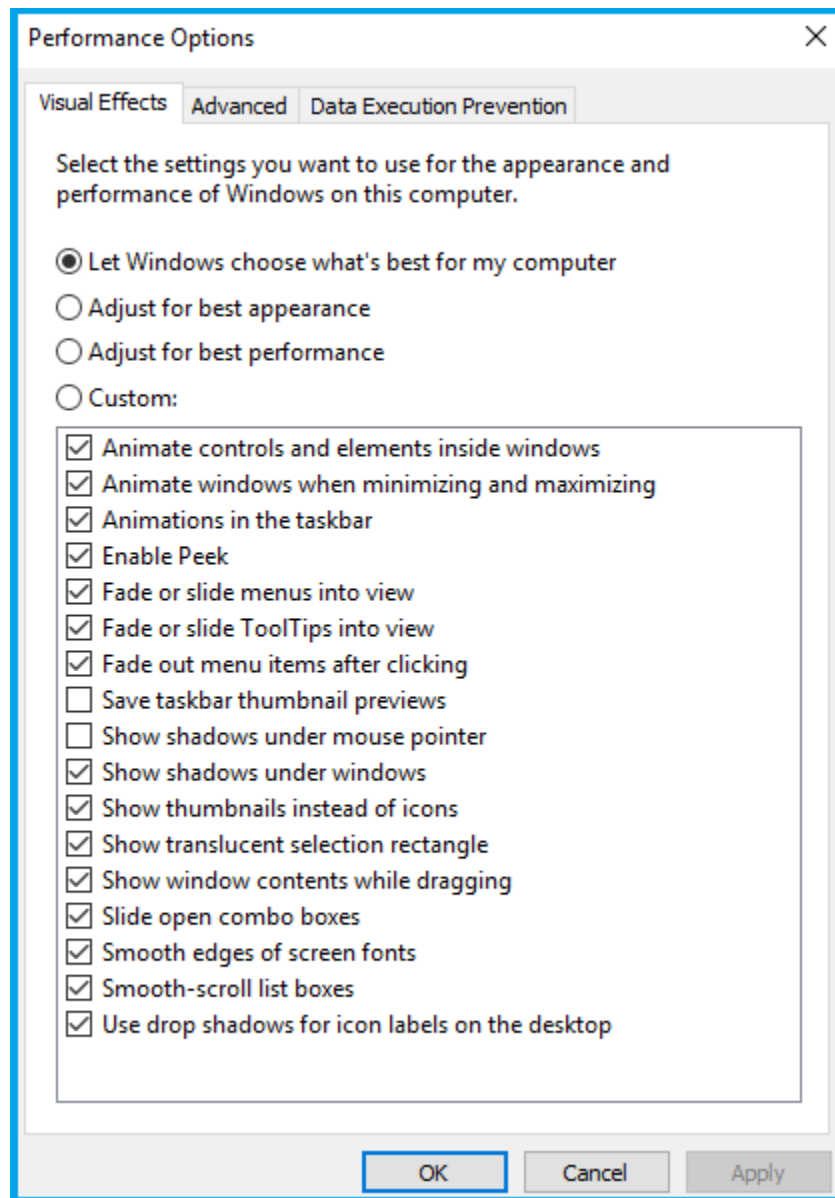 Performance Options
Visual Effects Advanced Data Execution Prevention
Select the settings you want to use for the appearance and
performance of Windows on this computer.
Let Windows choose what's best for my computer
Adjust for best appearance
Adjust for best performance
Custom:
Animate controls and elements inside windows
Animate windows when minimizing and maximizing
Animations in the taskbar
Enable Peek
Fade or slide menus into view
Fade or slide ToolTips into view
Fade out menu items after clicking
Save taskbar thumbnail previews
Show shadows under mouse pointer
Show shadows under windows
Show thumbnails instead of icons
Show translucent selection rectangle
Show window contents while dragging
Slide open combo boxes
Smooth edges of screen fonts
Smooth-scroll list boxes
Use drop shadows for icon labels on the desktop
OK Cancel Apply